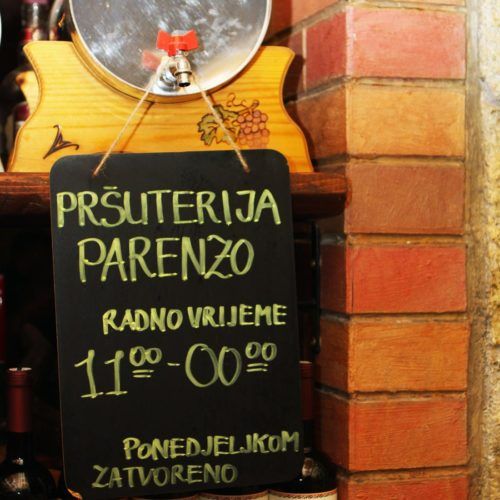 PRŠUTERIJA
PARENZO
RADNO VRIJEME
11⁰⁰-00⁰⁰
PONEDJELJKOM
ZATVORENO